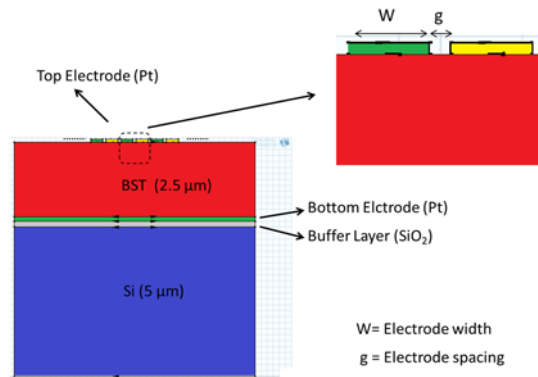 W
g
Top Electrode (Pt)
BST (2.5 µm)
Bottom Elctrode (Pt)
Buffer Layer (SiO₂)
Si (5 µm)
W= Electrode width
g = Electrode spacing